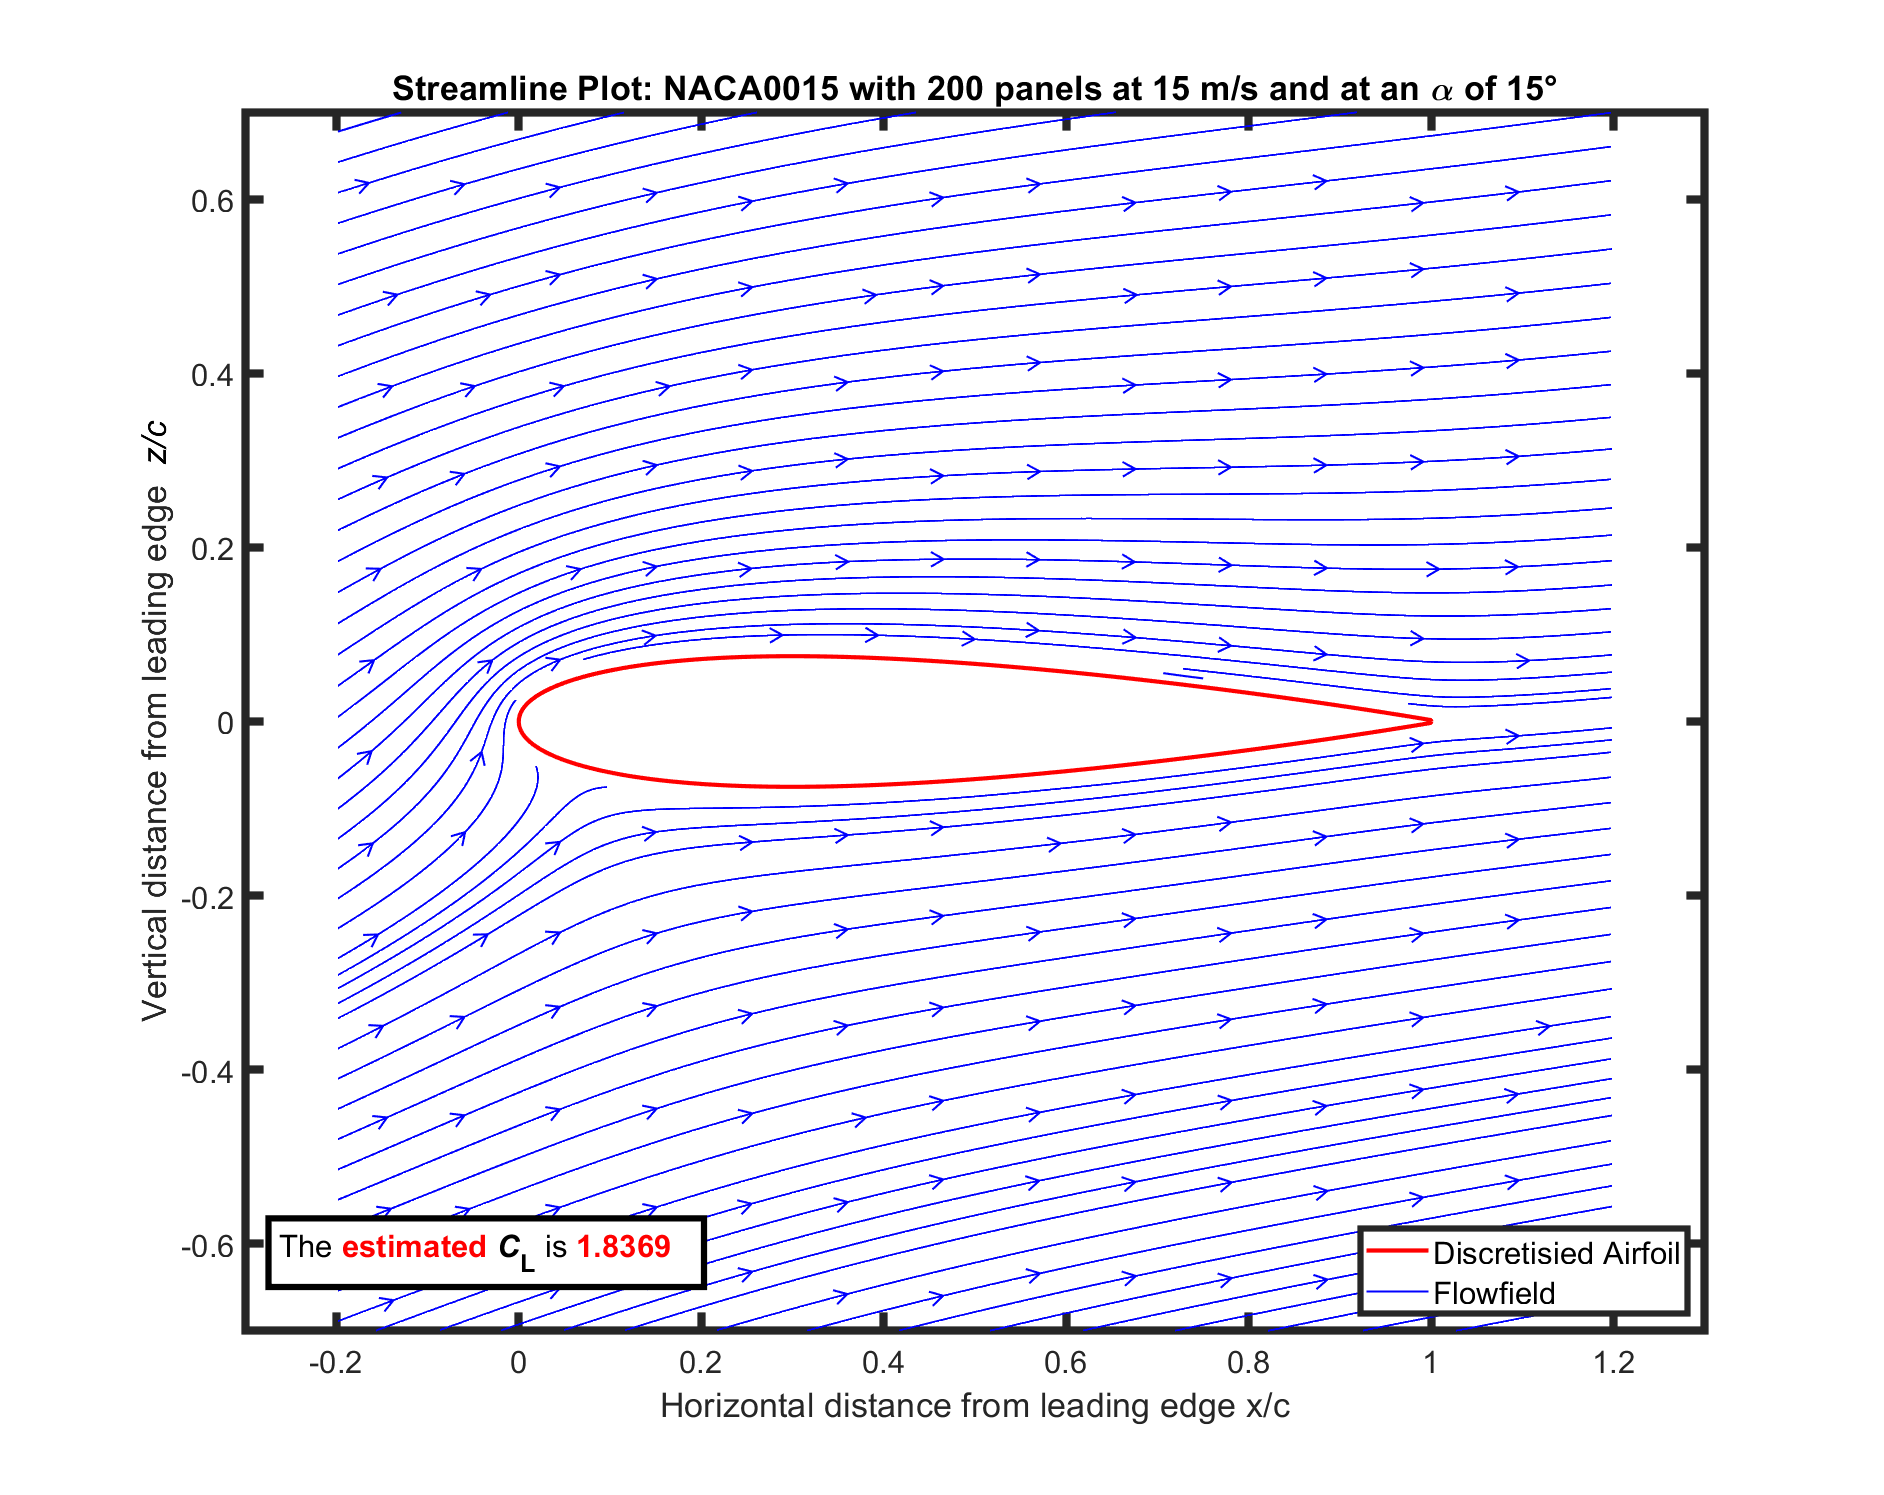 Streamline Plot: NACA0015 with 200 panels at 15 m/s and at an α of 15°
Vertical distance from leading edge z/c
0.6
0.4
0.2
0
-0.2
-0.4
-0.6
The estimated CL is 1.8369
Discretisied Airfoil
Flowfield
-0.2 0 0.2 0.4 0.6 0.8 1 1.2
Horizontal distance from leading edge x/c